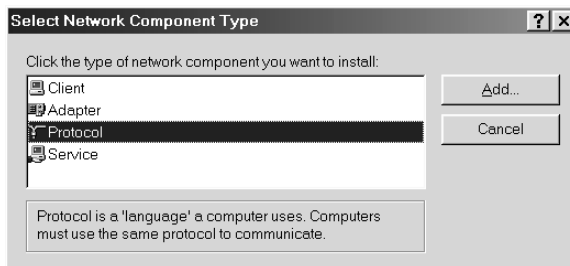 Select Network Component Type
Click the type of network component you want to install:
Client
Adapter
Protocol
Service
Add...
Cancel
Protocol is a 'language' a computer uses. Computers
must use the same protocol to communicate.